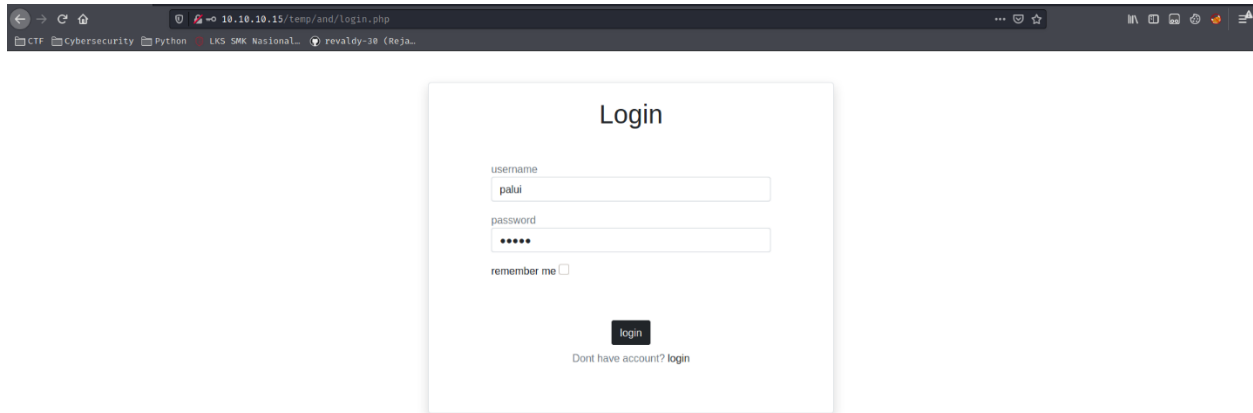 10.10.10.15/temp/and/login.php
CTF Cybersecurity Python LKS SMK Nasional… revaldy-30 (Reja…
Login
username
palui
password
•••••
remember me
login
Dont have account? login